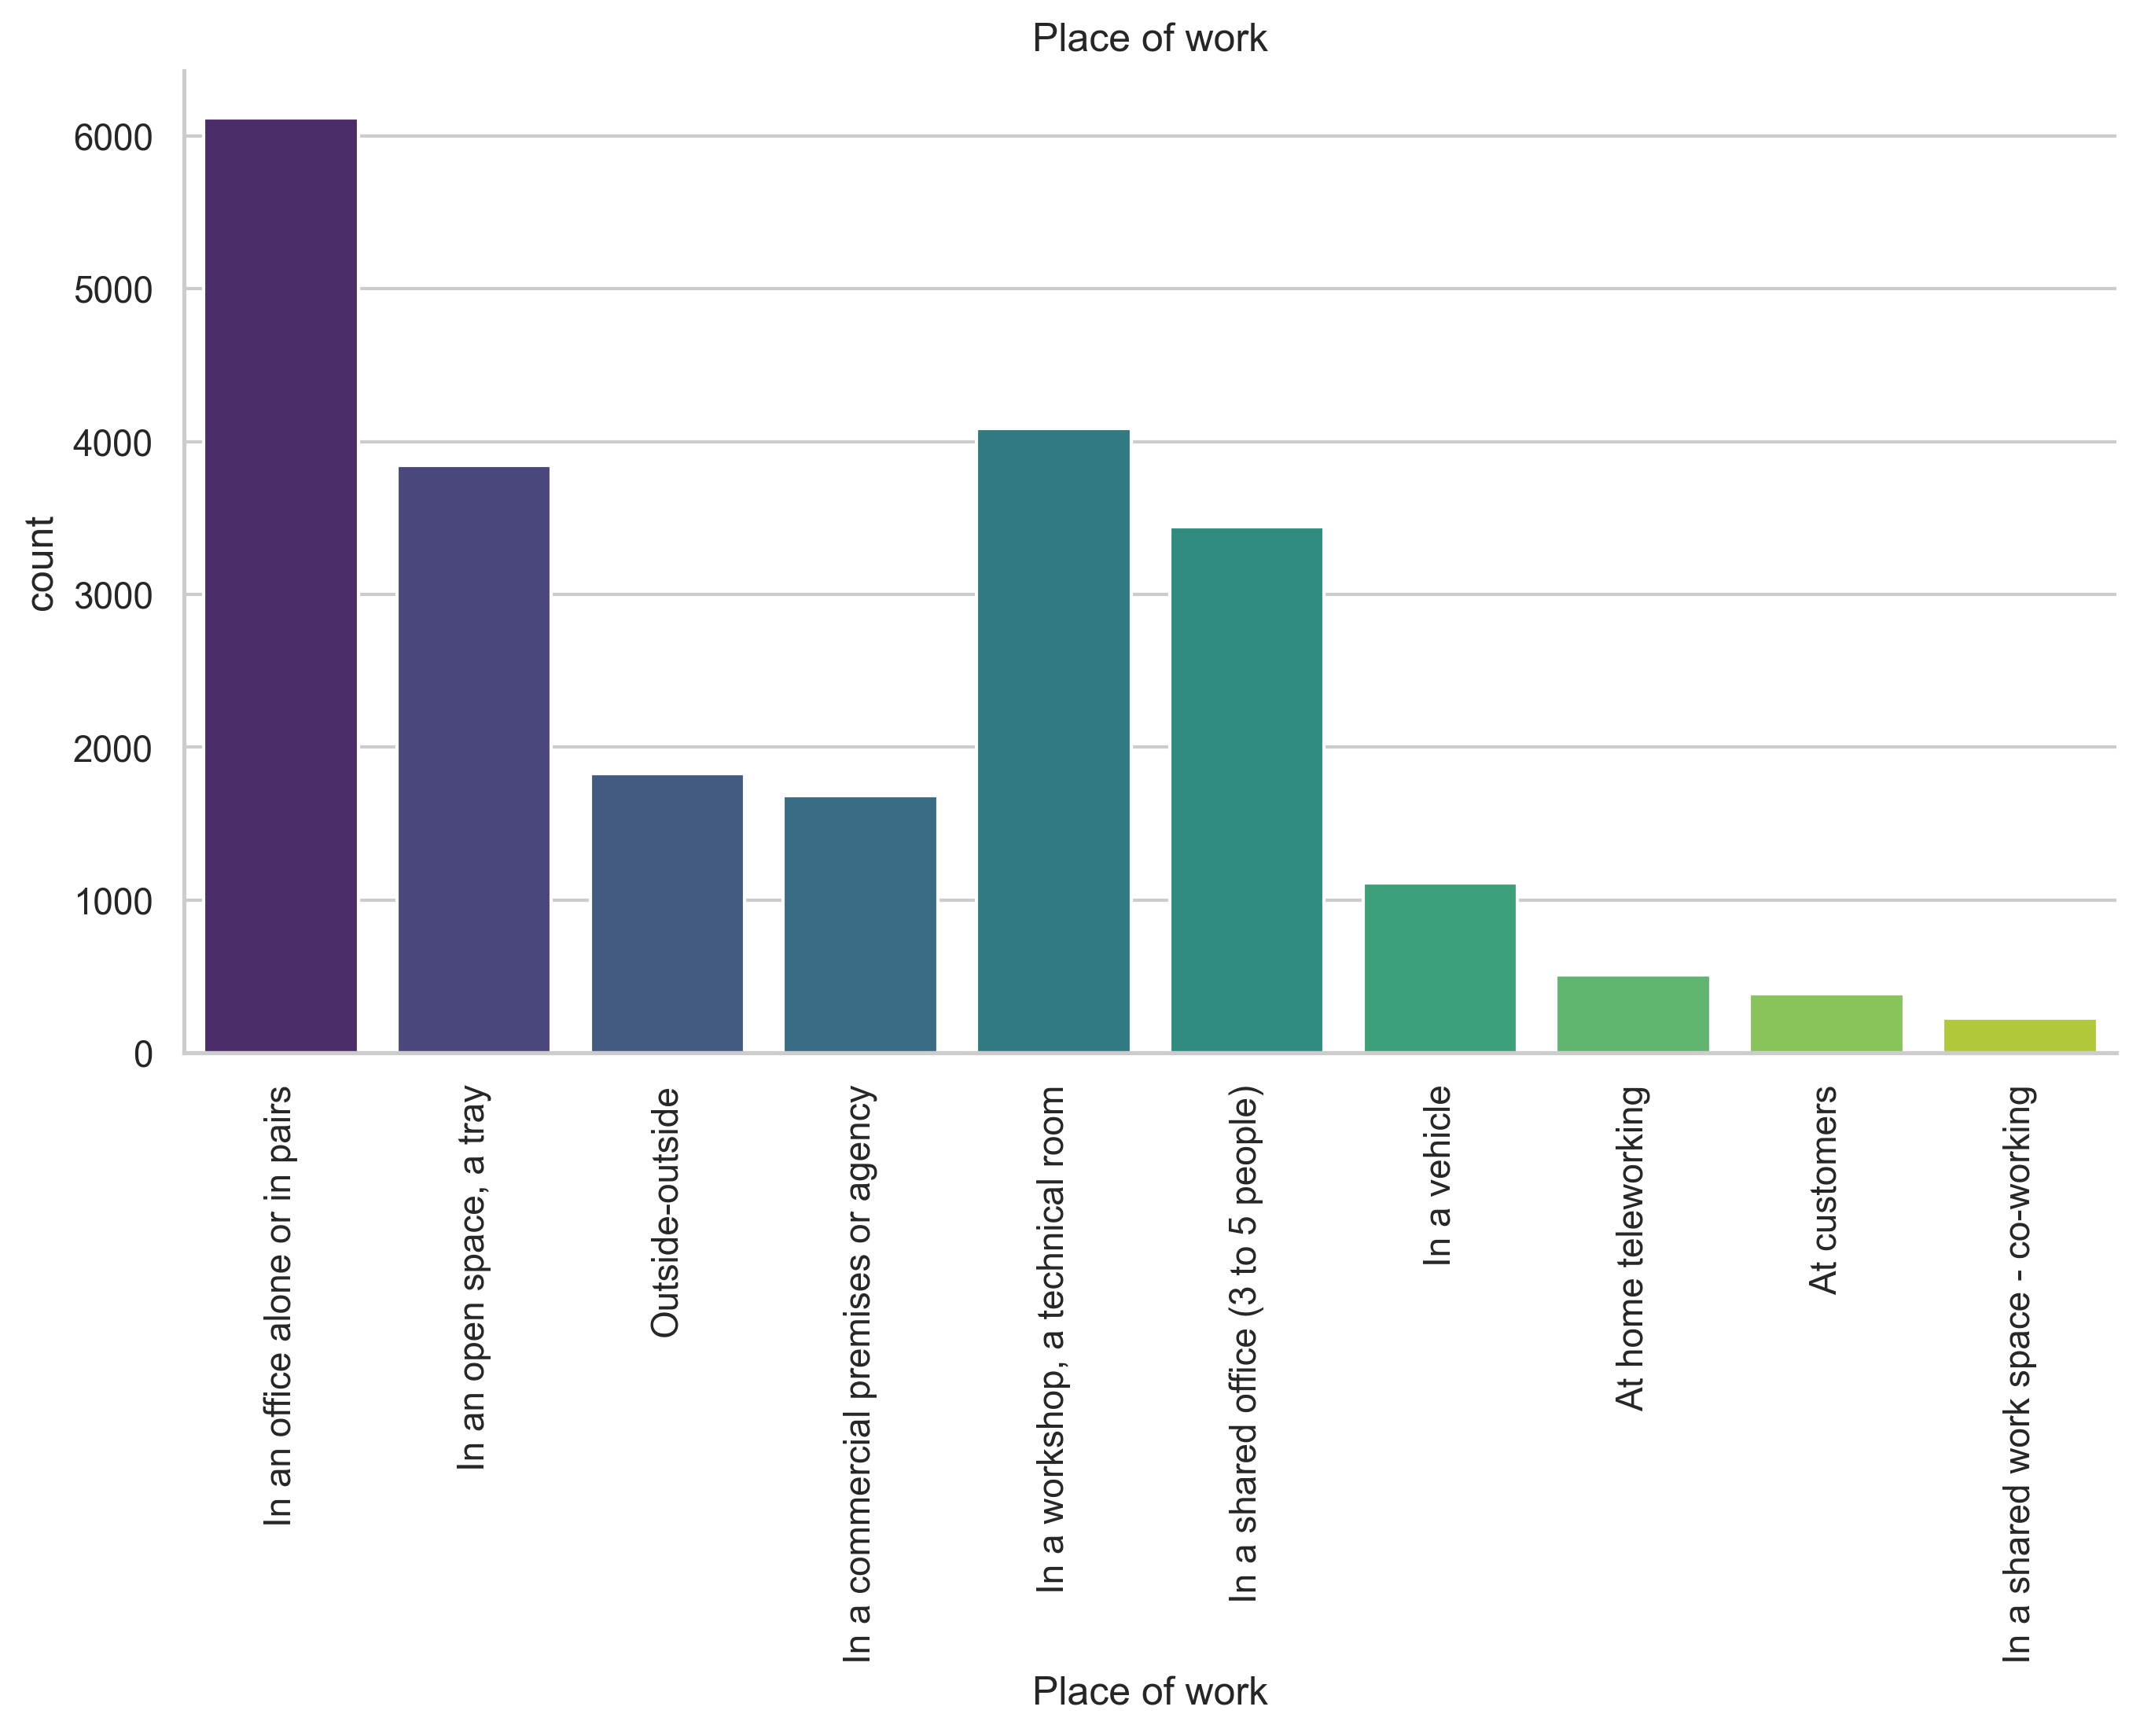 Place of work
6000
5000
4000
3000
2000
1000
0
count
In an office alone or in pairs
In an open space, a tray
Outside-outside
In a commercial premises or agency
In a workshop, a technical room
In a shared office (3 to 5 people)
In a vehicle
At home teleworking
At customers
In a shared work space - co-working
Place of work